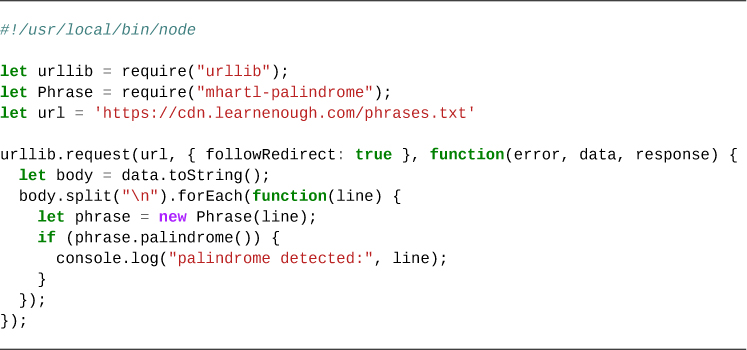 #!/usr/local/bin/node
let urllib = require("urllib");
let Phrase = require("mhartl-palindrome");
let url = 'https://cdn.learnenough.com/phrases.txt'
urllib.request(url, { followRedirect: true }, function(error, data, response) {
  let body = data.toString();
  body.split("\n").forEach(function(line) {
    let phrase = new Phrase(line);
    if (phrase.palindrome()) {
      console.log("palindrome detected:", line);
    }
  });
});